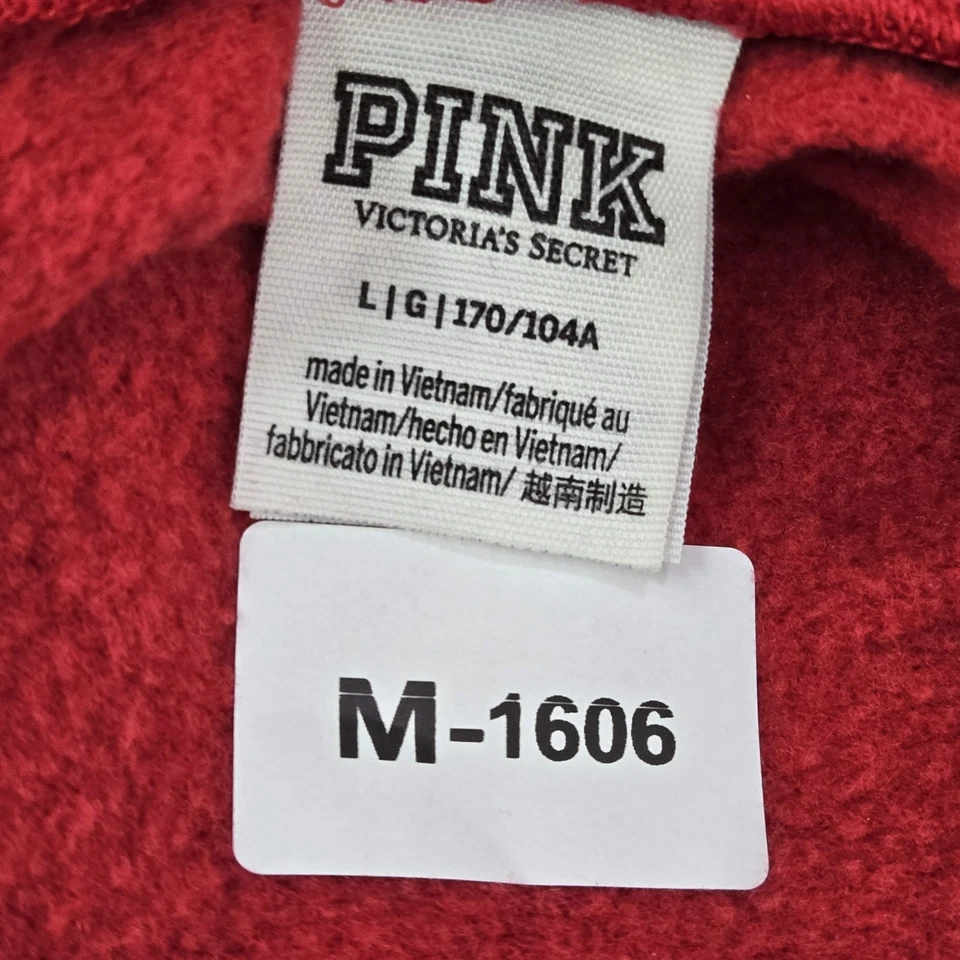 PINK
VICTORIA'S SECRET
L | G | 170/104A
made in Vietnam/fabriqué au
Vietnam/hecho en Vietnam/
fabbricato in Vietnam/ 越南制造
M-1606